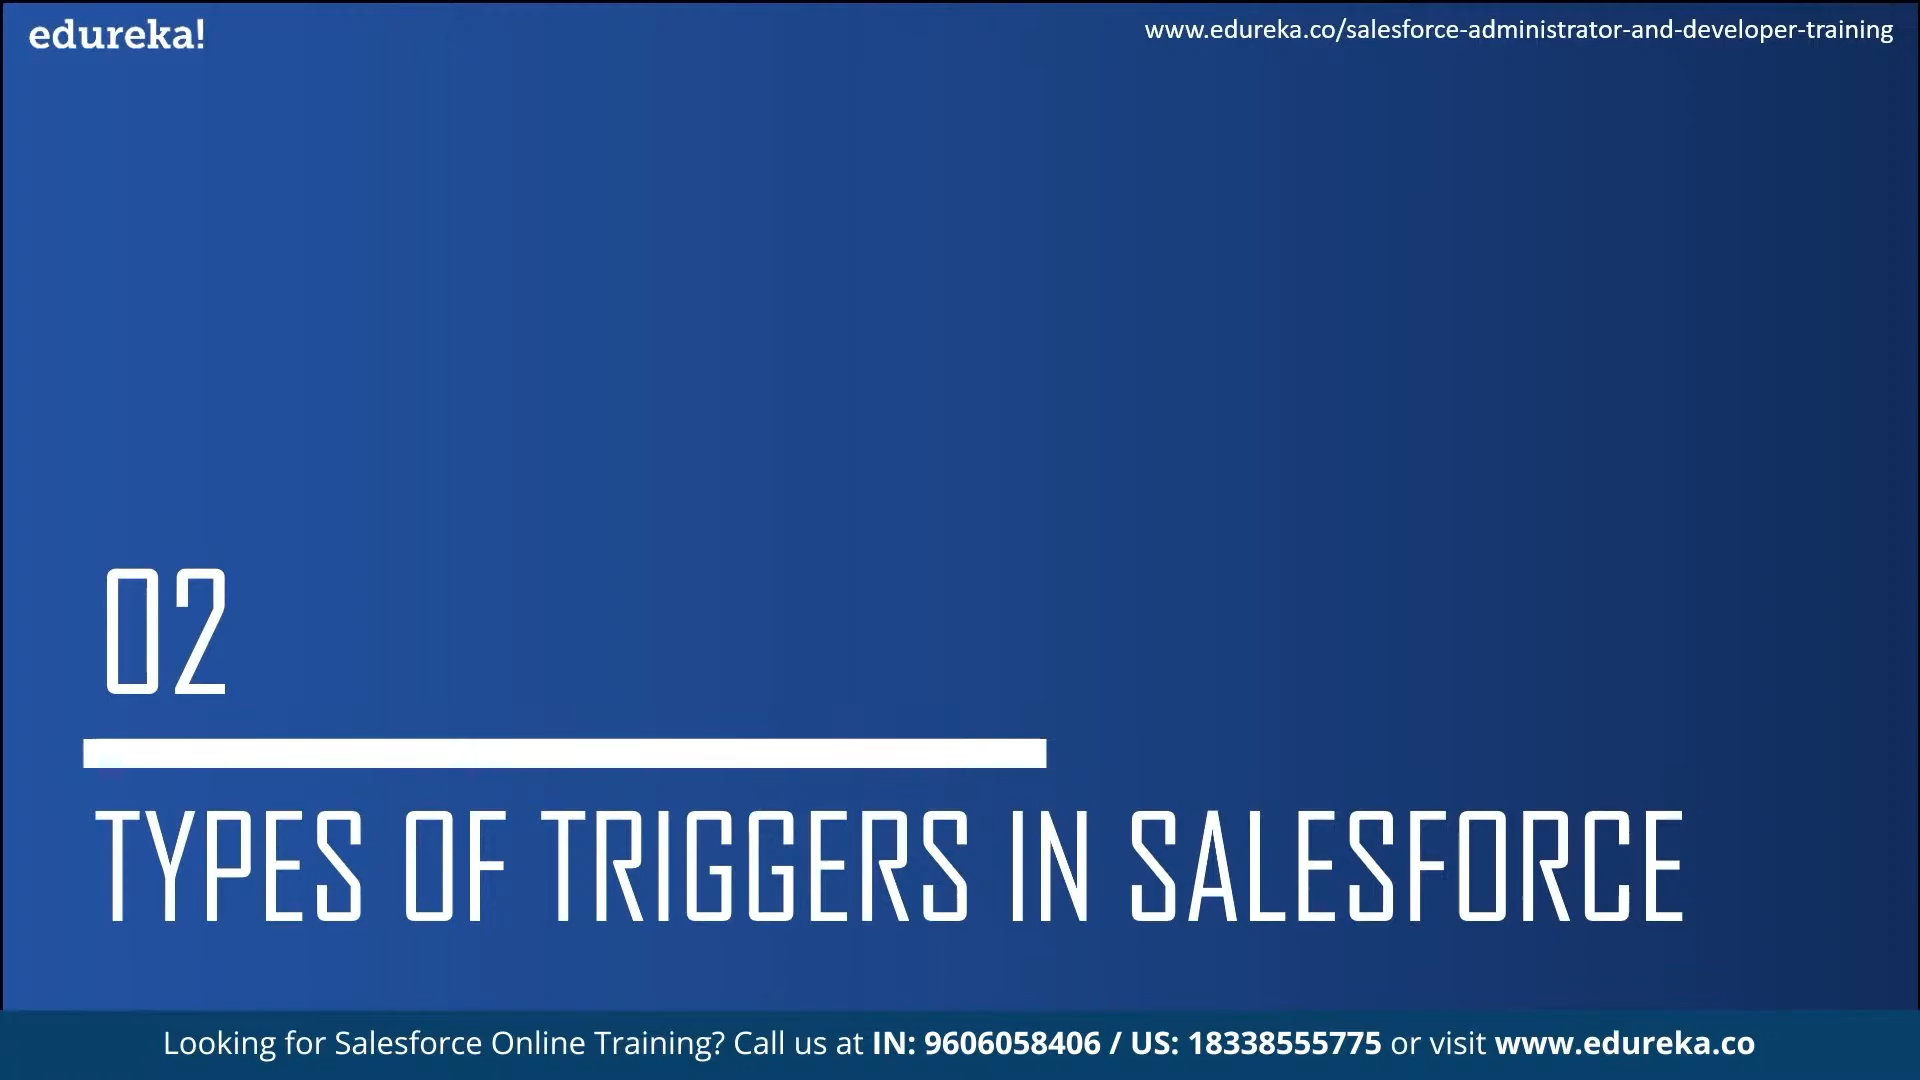 edureka!
www.edureka.co/salesforce-administrator-and-developer-training
02
TYPES OF TRIGGERS IN SALESFORCE
Looking for Salesforce Online Training? Call us at IN: 9606058406 / US: 18338555775 or visit www.edureka.co